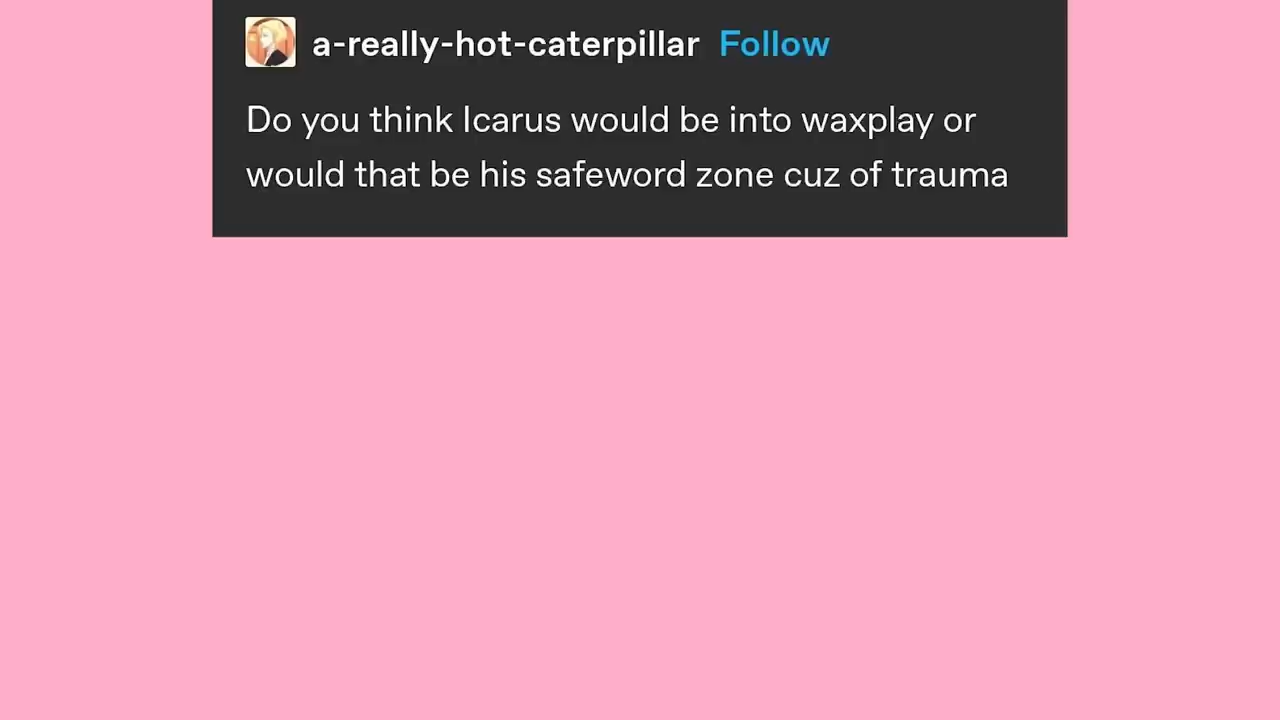 a-really-hot-caterpillar Follow
Do you think Icarus would be into waxplay or
would that be his safeword zone cuz of trauma